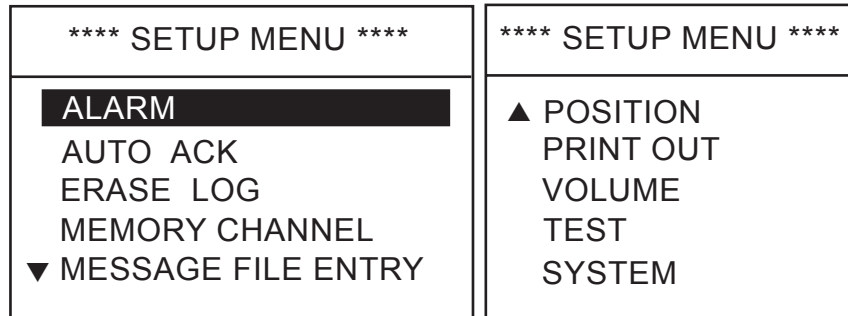 **** SETUP MENU ****
ALARM
AUTO ACK
ERASE LOG
MEMORY CHANNEL
▼ MESSAGE FILE ENTRY
**** SETUP MENU ****
▲ POSITION
PRINT OUT
VOLUME
TEST
SYSTEM